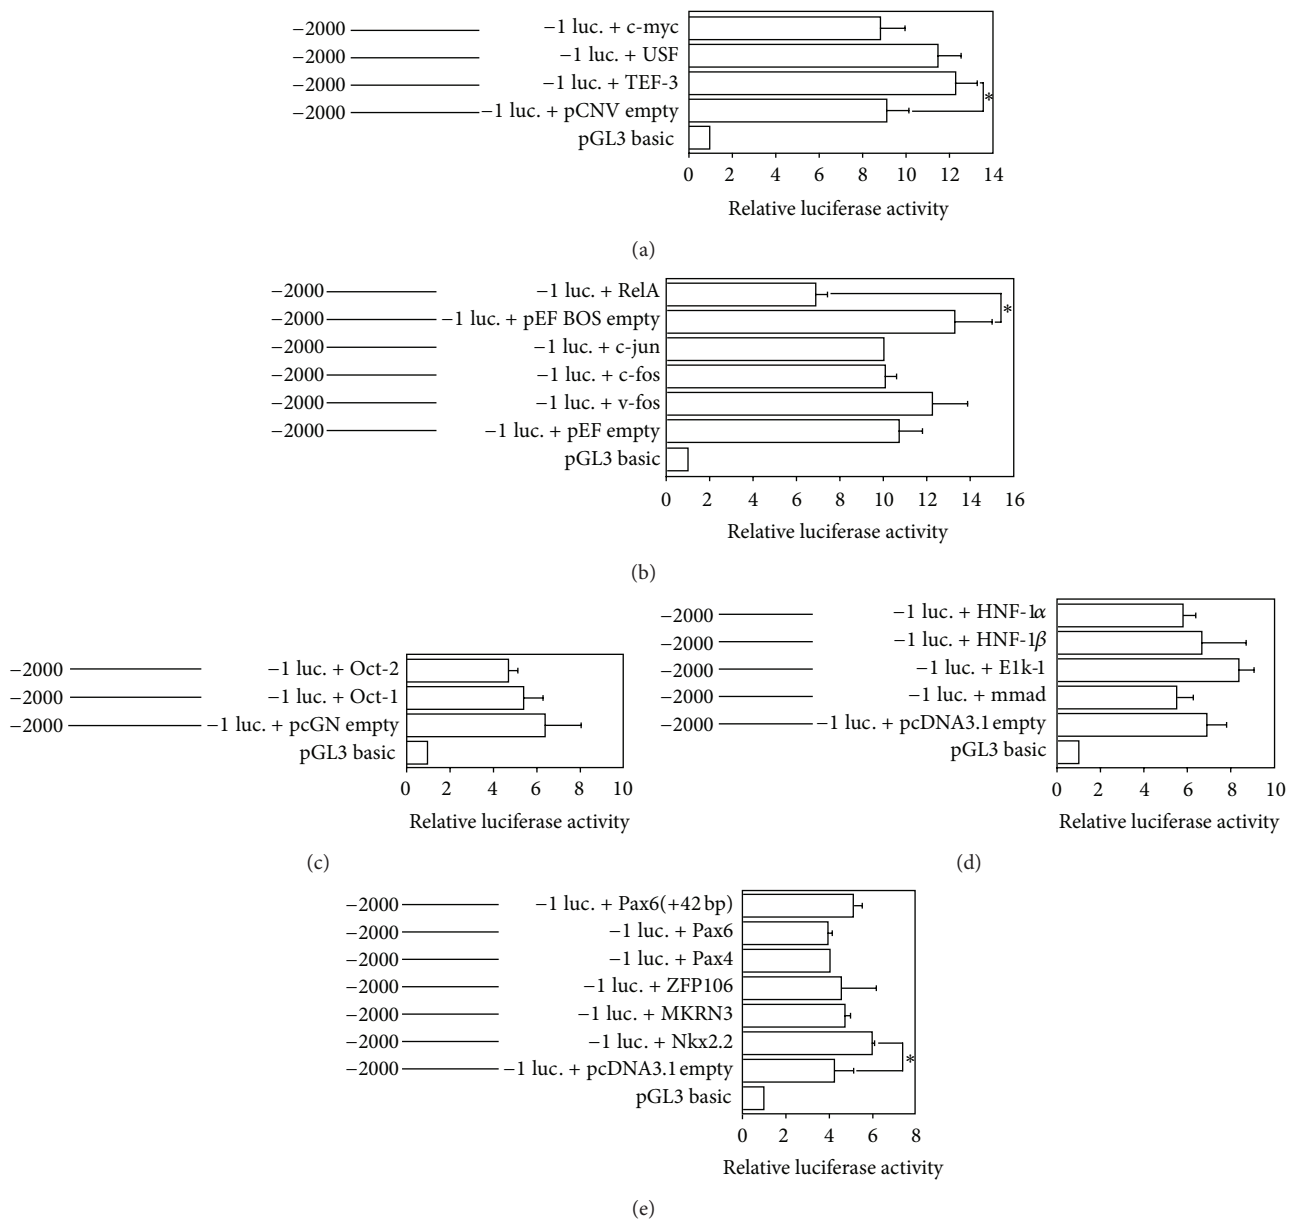 −2000 −1 luc. + c-myc
−2000 −1 luc. + USF
−2000 −1 luc. + TEF-3
−2000 −1 luc. + pCNV empty
pGL3 basic
*
0 2 4 6 8 10 12 14
Relative luciferase activity
(a)
−2000 −1 luc. + RelA
−2000 −1 luc. + pEF BOS empty
−2000 −1 luc. + c-jun
−2000 −1 luc. + c-fos
−2000 −1 luc. + v-fos
−2000 −1 luc. + pEF empty
pGL3 basic
*
0 2 4 6 8 10 12 14 16
Relative luciferase activity
(b)
−2000 −1 luc. + Oct-2
−2000 −1 luc. + Oct-1
−2000 −1 luc. + pcGN empty
pGL3 basic
0 2 4 6 8 10
Relative luciferase activity
(c)
−2000 −1 luc. + HNF-1α
−2000 −1 luc. + HNF-1β
−2000 −1 luc. + E1k-1
−2000 −1 luc. + mmad
−2000 −1 luc. + pcDNA3.1 empty
pGL3 basic
0 2 4 6 8 10
Relative luciferase activity
(d)
−2000 −1 luc. + Pax6(+42 bp)
−2000 −1 luc. + Pax6
−2000 −1 luc. + Pax4
−2000 −1 luc. + ZFP106
−2000 −1 luc. + MKRN3
−2000 −1 luc. + Nkx2.2
−2000 −1 luc. + pcDNA3.1 empty
pGL3 basic
*
0 2 4 6 8
Relative luciferase activity
(e)